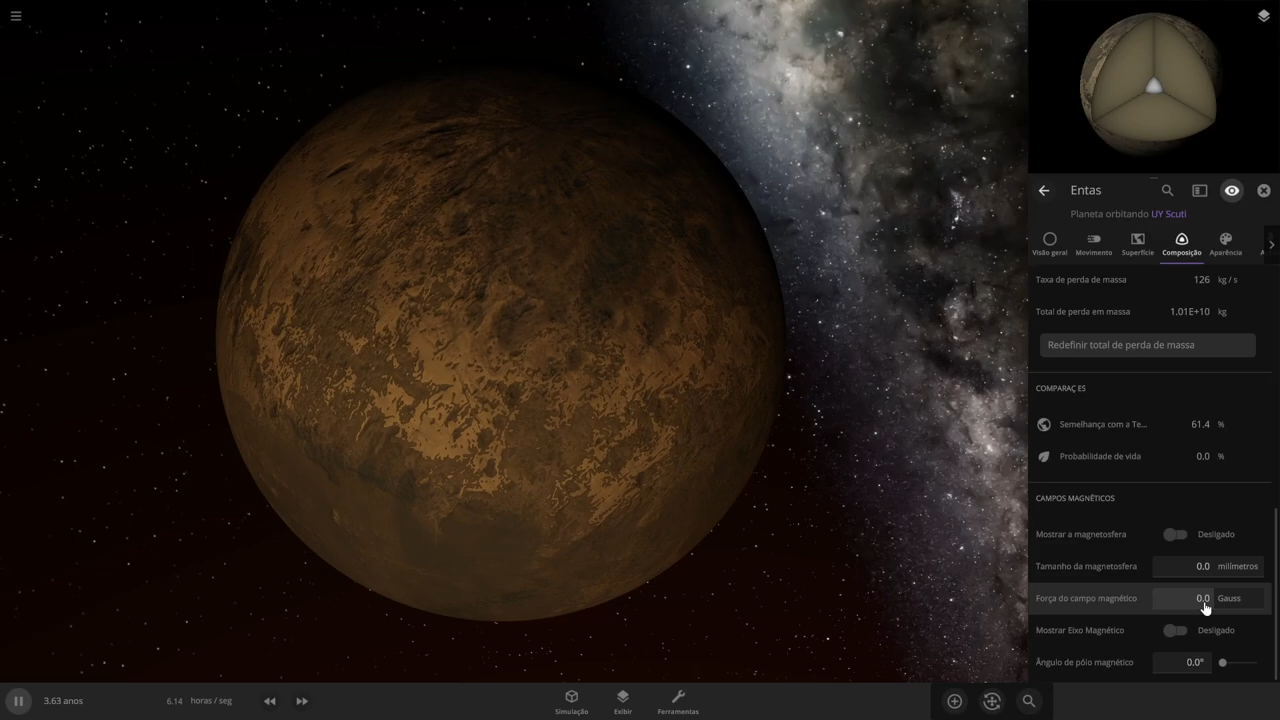 Entas
Planeta orbitando UY Scuti
Visão geral Movimento Superfície Composição Aparência
Taxa de perda de massa 126 kg / s
Total de perda em massa 1.01E+10 kg
Redefinir total de perda de massa
COMPARAÇ ES
Semelhança com a Te... 61.4 %
Probabilidade de vida 0.0 %
CAMPOS MAGNÉTICOS
Mostrar a magnetosfera Desligado
Tamanho da magnetosfera 0.0 milímetros
Força do campo magnético 0.0 Gauss
Mostrar Eixo Magnético Desligado
Ângulo de pólo magnético 0.0°
3.63 anos 6.14 horas / seg Simulação Exibir Ferramentas